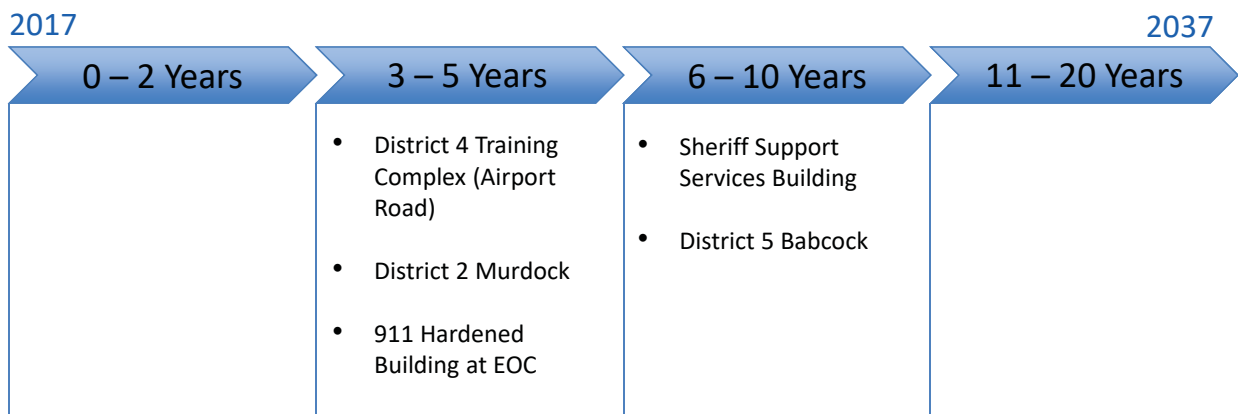 2017
2037
0 – 2 Years
3 – 5 Years
6 – 10 Years
11 – 20 Years
• District 4 Training
Complex (Airport
Road)
• District 2 Murdock
• 911 Hardened
Building at EOC
• Sheriff Support
Services Building
• District 5 Babcock